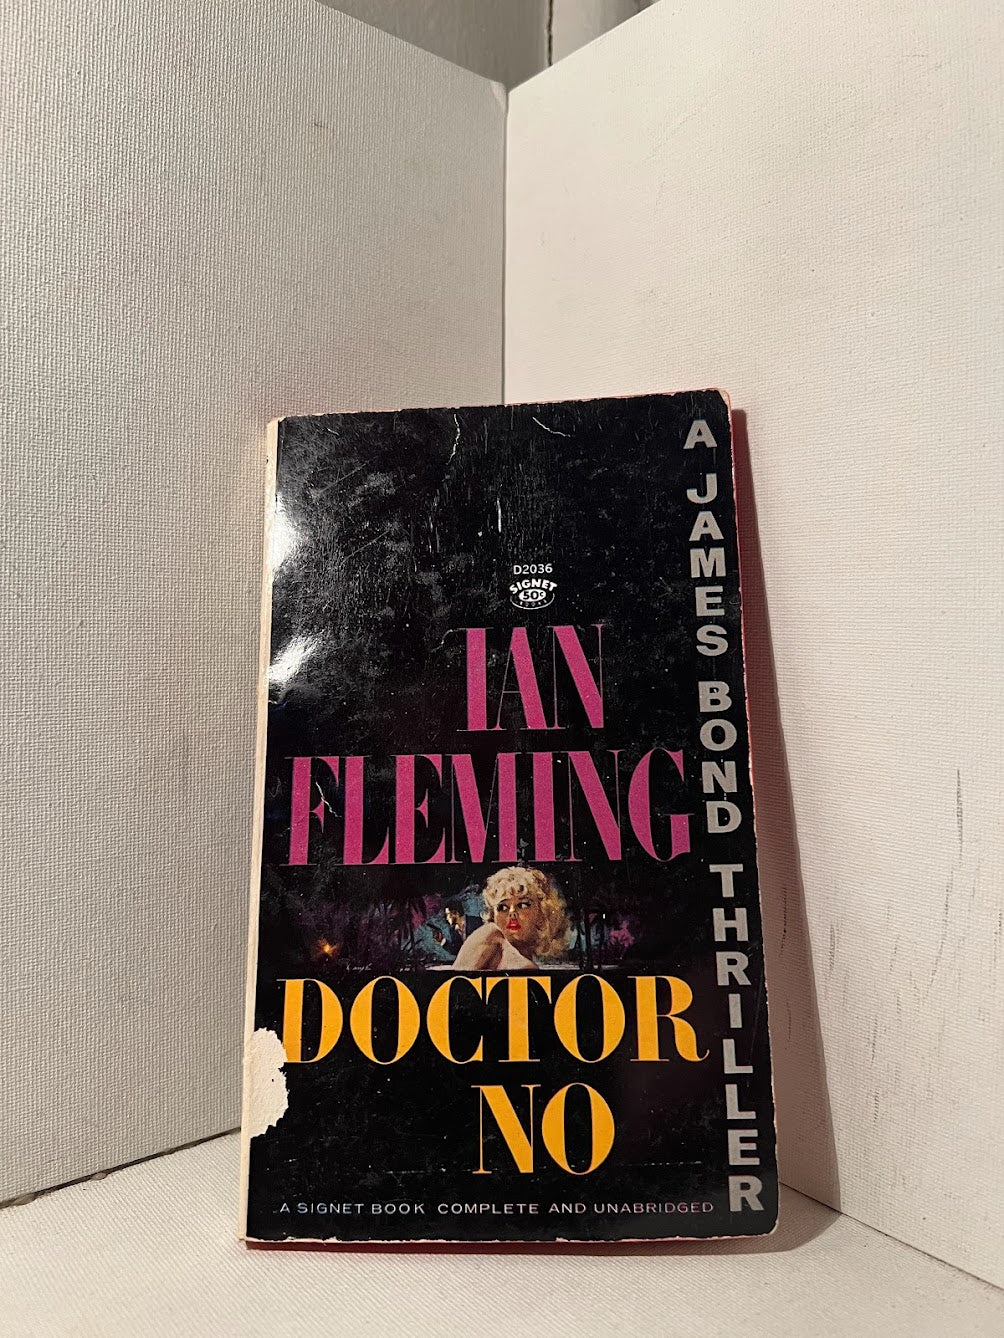 D2036
SIGNET
50¢
IAN
FLEMING
DOCTOR
NO
A SIGNET BOOK COMPLETE AND UNABRIDGED
A JAMES BOND THRILLER